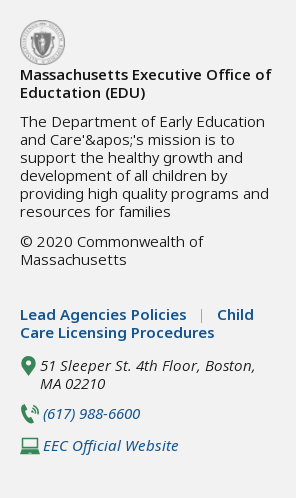 Massachusetts Executive Office of
Eductation (EDU)
The Department of Early Education
and Care'&apos;'s mission is to
support the healthy growth and
development of all children by
providing high quality programs and
resources for families
© 2020 Commonwealth of
Massachusetts
Lead Agencies Policies | Child
Care Licensing Procedures
51 Sleeper St. 4th Floor, Boston,
MA 02210
(617) 988-6600
EEC Official Website